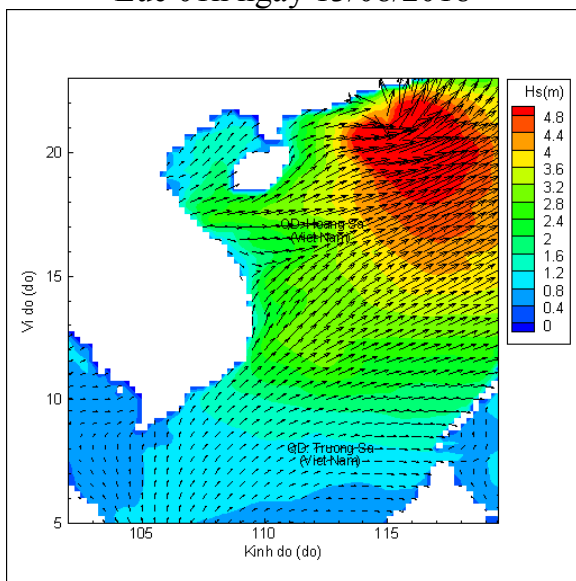 Hs(m)
4.8
4.4
4
3.6
3.2
2.8
2.4
2
1.6
1.2
0.8
0.4
0
20
15
10
5
Vi do (do)
QD. Hoang Sa
(Viet Nam)
QD. Truong Sa
(Viet Nam)
105
110
115
Kinh do (do)